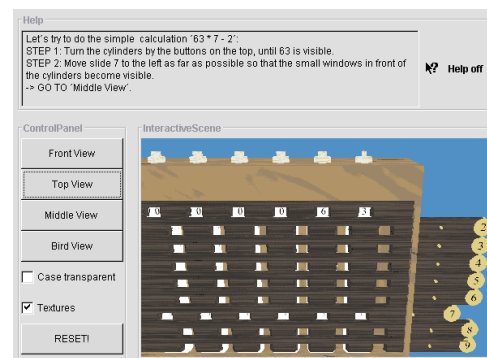 Help
Let's try to do the simple calculation '63 * 7 - 2':
STEP 1: Turn the cylinders by the buttons on the top, until 63 is visible.
STEP 2: Move slide 7 to the left as far as possible so that the small windows in front of
the cylinders become visible.
-> GO TO 'Middle View'.
Help off
ControlPanel
InteractiveScene
Front View
Top View
Middle View
Bird View
Case transparent
Textures
RESET!
0 0 0 0 6 3
2
3
4
5
6
7
8
9